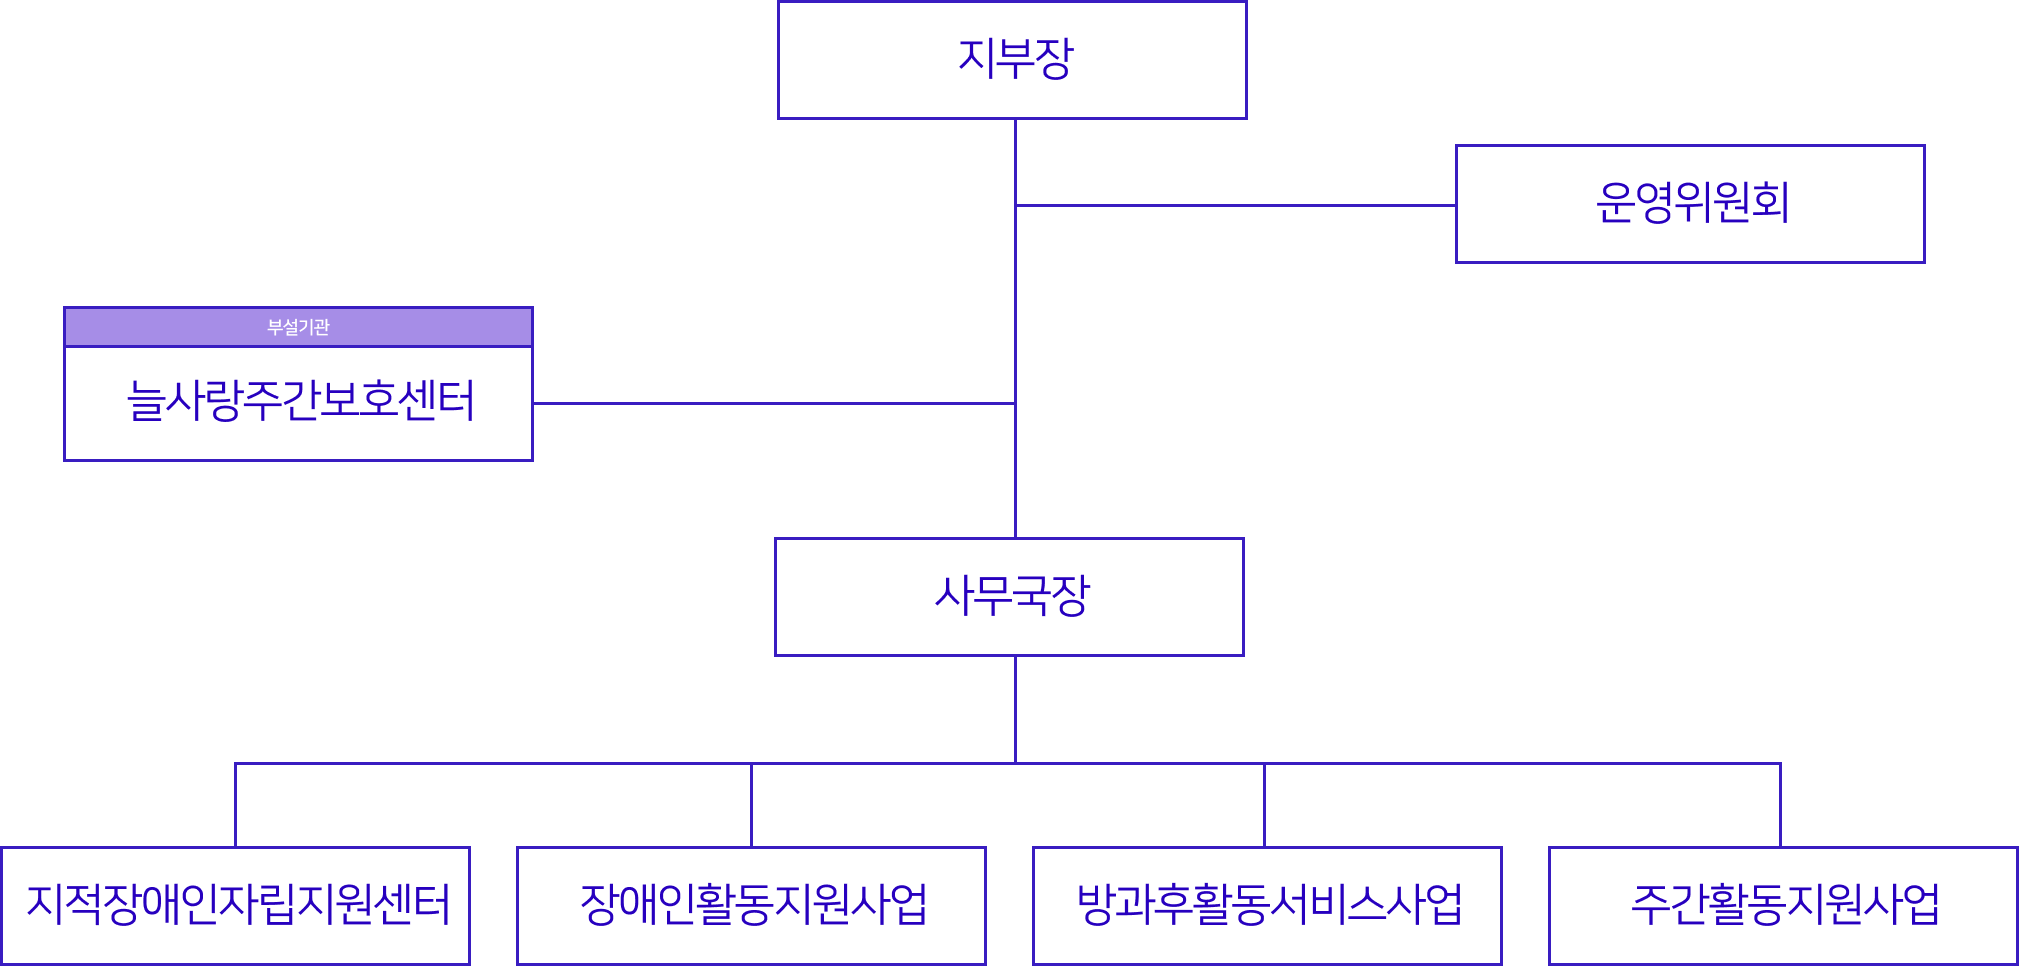 지부장
운영위원회
부설기관
늘사랑주간보호센터
사무국장
지적장애인자립지원센터
장애인활동지원사업
방과후활동서비스사업
주간활동지원사업